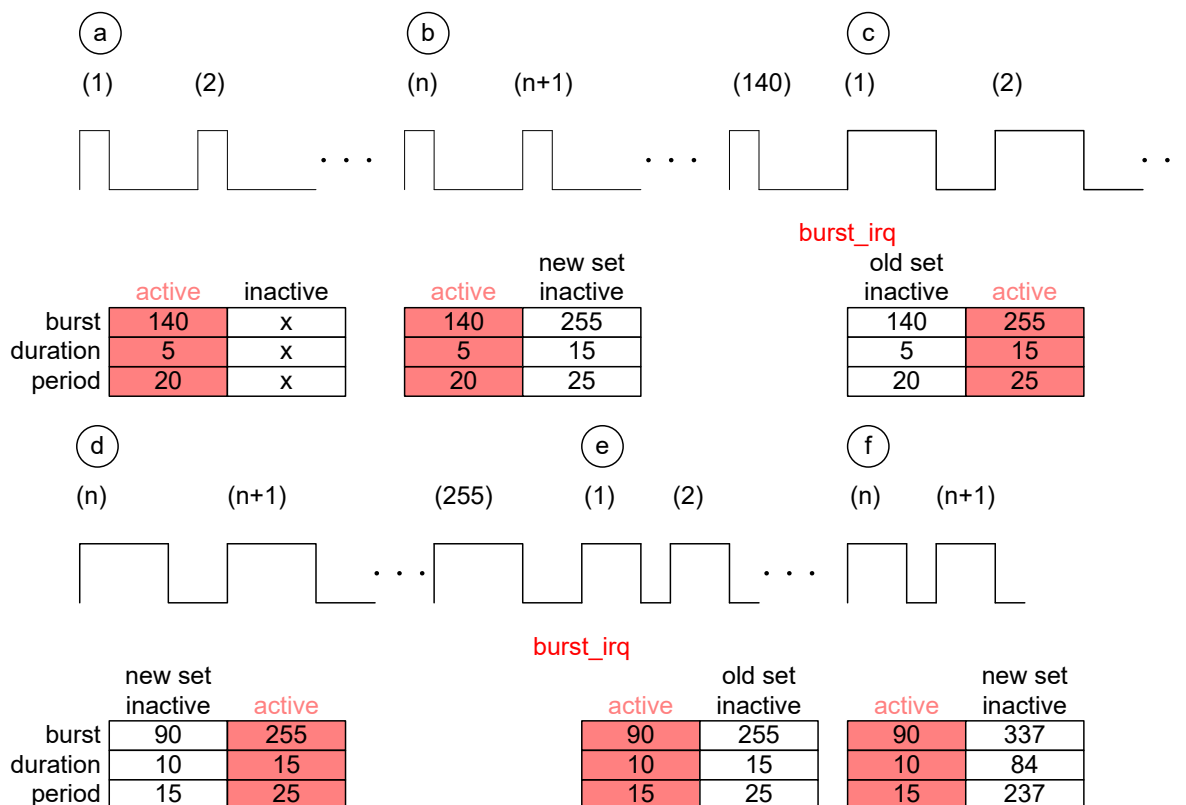 a b c
(1) (2) (n) (n+1) (140) (1) (2)
. . . . . . . .
burst_irq
new set old set
active inactive active inactive inactive active
burst 140 x 140 255 140 255
duration 5 x 5 15 5 15
period 20 x 20 25 20 25
d e f
(n) (n+1) (255) (1) (2) (n) (n+1)
. . . . . .
burst_irq
new set old set new set
inactive active active inactive active inactive
burst 90 255 90 255 90 337
duration 10 15 10 15 10 84
period 15 25 15 25 15 237